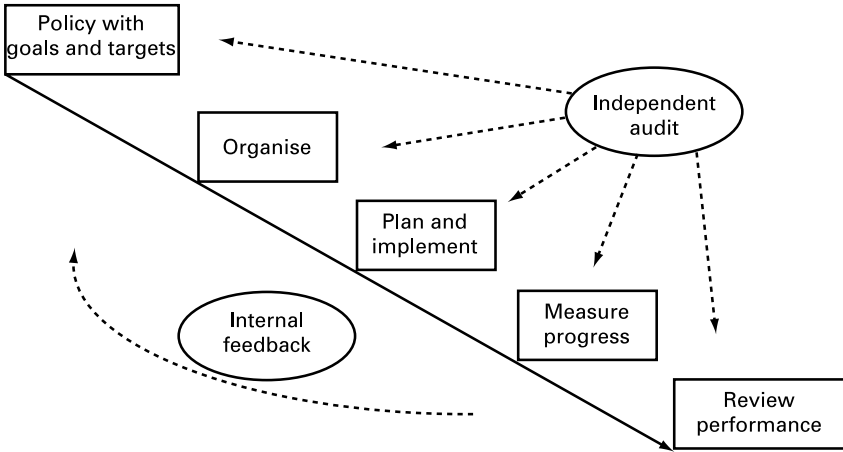 Policy with
goals and targets
Independent
audit
Organise
Plan and
implement
Internal
feedback
Measure
progress
Review
performance